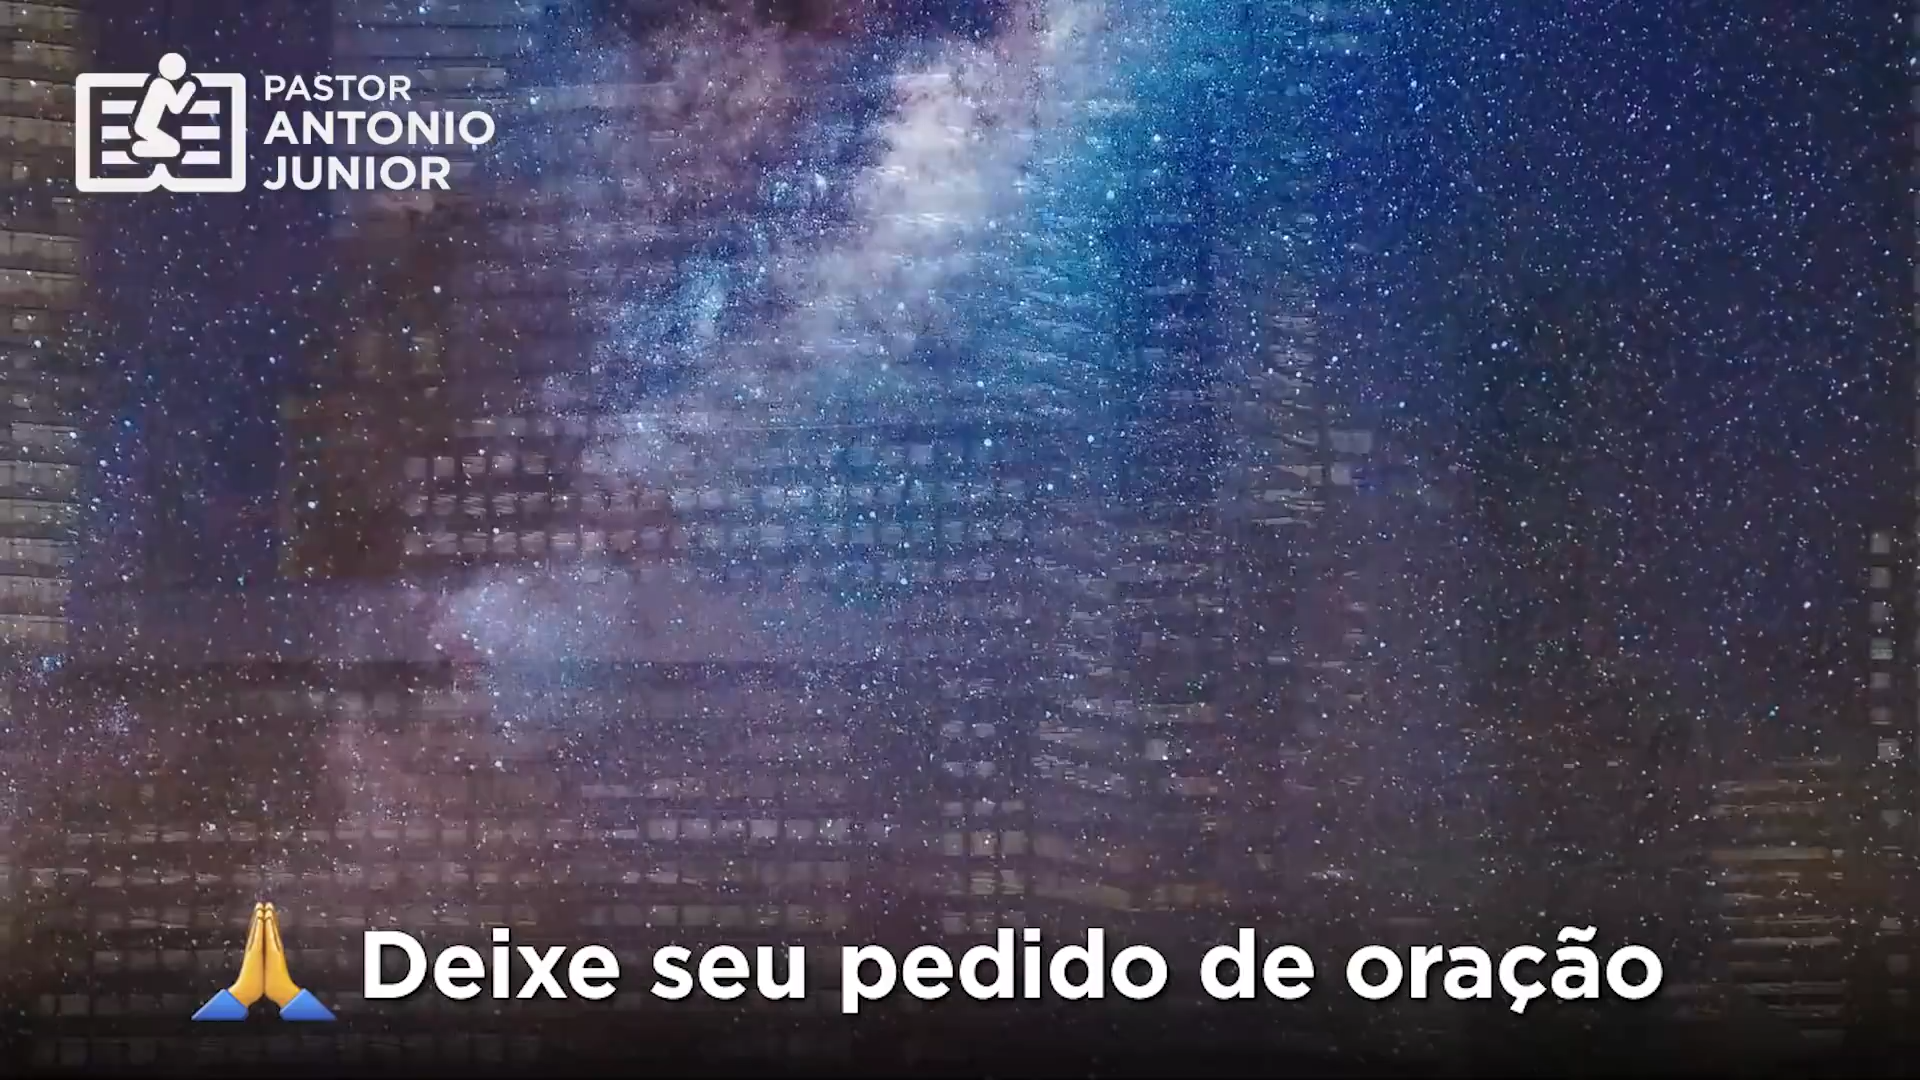 PASTOR
ANTONIO
JUNIOR
🙏 Deixe seu pedido de oração